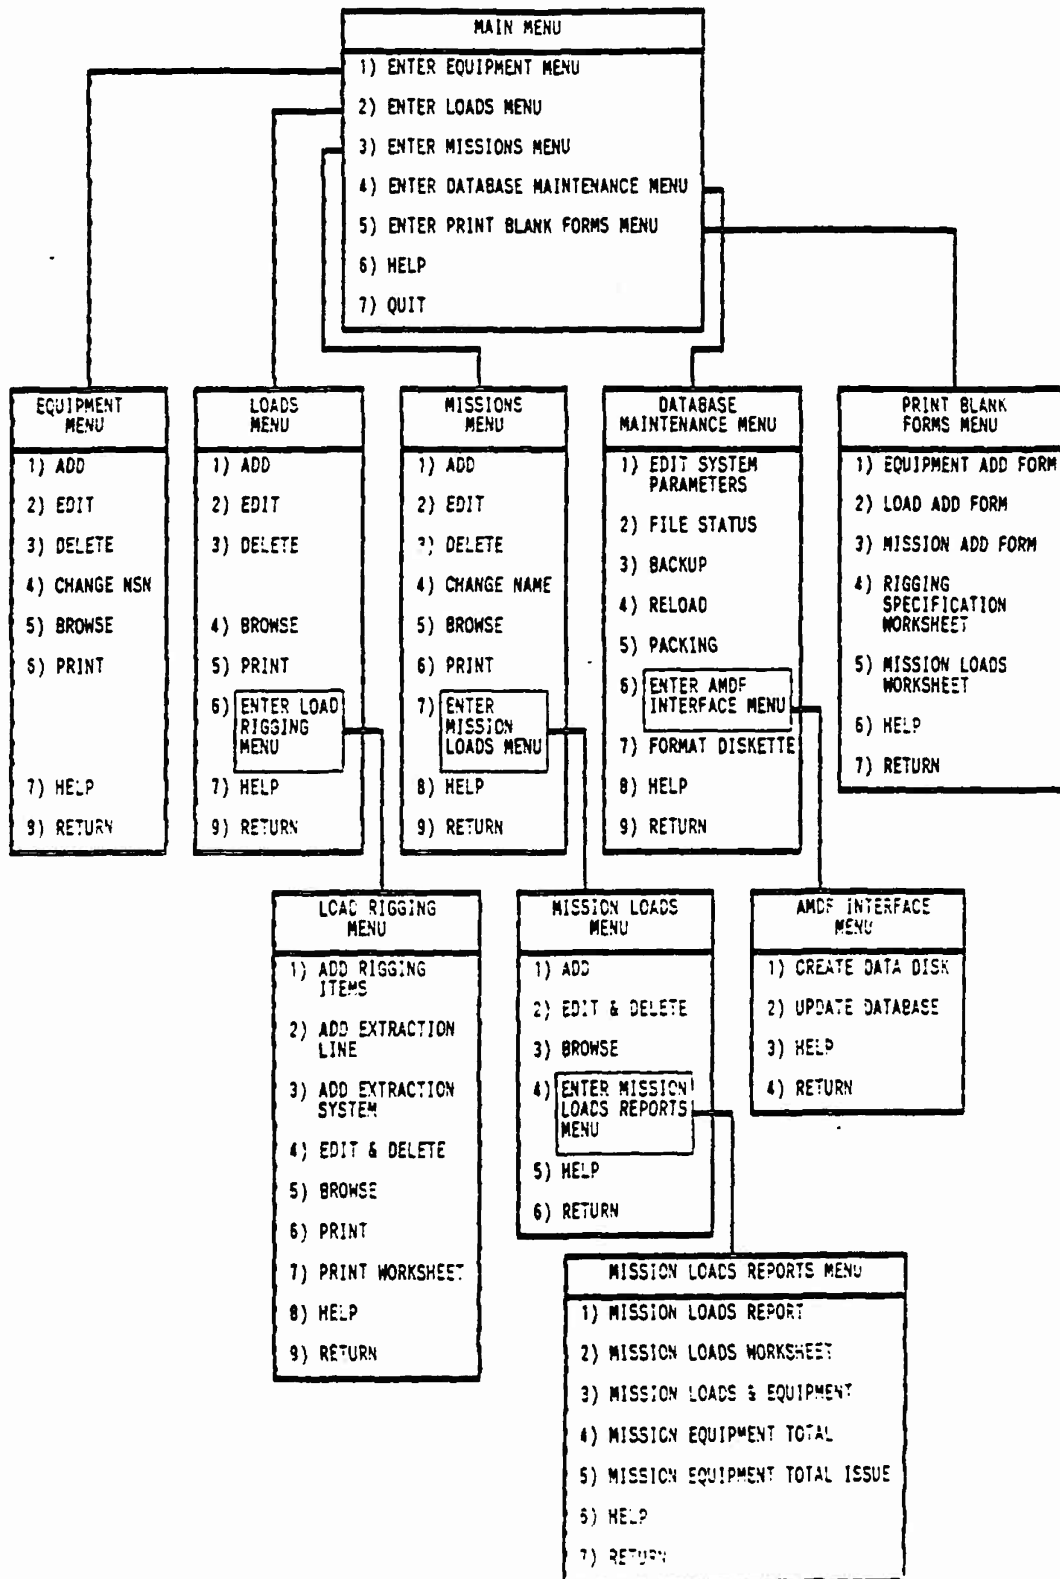 MAIN MENU
1) ENTER EQUIPMENT MENU
2) ENTER LOADS MENU
3) ENTER MISSIONS MENU
4) ENTER DATABASE MAINTENANCE MENU
5) ENTER PRINT BLANK FORMS MENU
6) HELP
7) QUIT
EQUIPMENT
MENU
1) ADD
2) EDIT
3) DELETE
4) CHANGE NSN
5) BROWSE
6) PRINT
7) HELP
9) RETURN
LOADS
MENU
1) ADD
2) EDIT
3) DELETE
4) BROWSE
5) PRINT
6) ENTER LOAD
RIGGING
MENU
7) HELP
9) RETURN
MISSIONS
MENU
1) ADD
2) EDIT
3) DELETE
4) CHANGE NAME
5) BROWSE
6) PRINT
7) ENTER
MISSION
LOADS MENU
8) HELP
9) RETURN
DATABASE
MAINTENANCE MENU
1) EDIT SYSTEM
PARAMETERS
2) FILE STATUS
3) BACKUP
4) RELOAD
5) PACKING
6) ENTER AMDF
INTERFACE MENU
7) FORMAT DISKETTE
8) HELP
9) RETURN
PRINT BLANK
FORMS MENU
1) EQUIPMENT ADD FORM
2) LOAD ADD FORM
3) MISSION ADD FORM
4) RIGGING
SPECIFICATION
WORKSHEET
5) MISSION LOADS
WORKSHEET
6) HELP
7) RETURN
LOAD RIGGING
MENU
1) ADD RIGGING
ITEMS
2) ADD EXTRACTION
LINE
3) ADD EXTRACTION
SYSTEM
4) EDIT & DELETE
5) BROWSE
6) PRINT
7) PRINT WORKSHEET
8) HELP
9) RETURN
MISSION LOADS
MENU
1) ADD
2) EDIT & DELETE
3) BROWSE
4) ENTER MISSION
LOADS REPORTS
MENU
5) HELP
6) RETURN
AMDF INTERFACE
MENU
1) CREATE DATA DISK
2) UPDATE DATABASE
3) HELP
4) RETURN
MISSION LOADS REPORTS MENU
1) MISSION LOADS REPORT
2) MISSION LOADS WORKSHEET
3) MISSION LOADS & EQUIPMENT
4) MISSION EQUIPMENT TOTAL
5) MISSION EQUIPMENT TOTAL ISSUE
6) HELP
7) RETURN